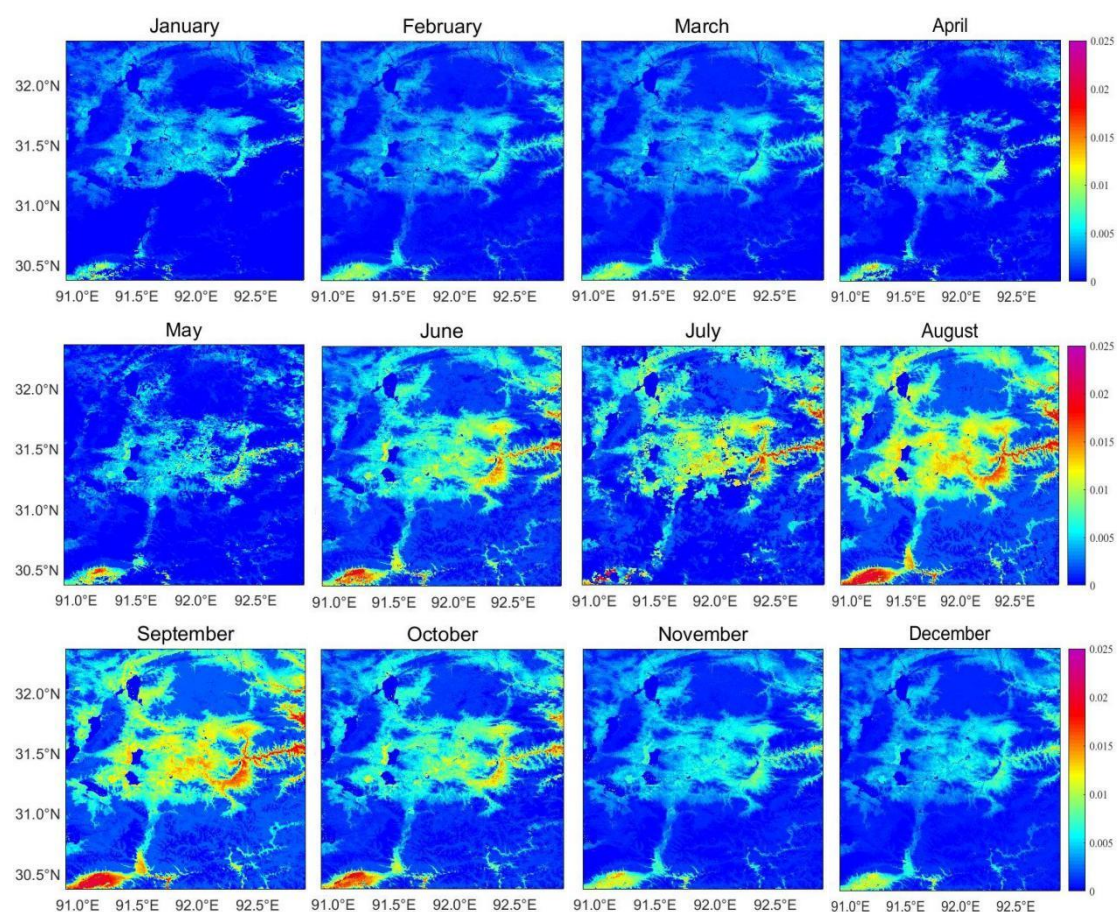 January February March April
32.0°N
31.5°N
31.0°N
30.5°N
0.025
0.02
0.015
0.01
0.005
0
91.0°E 91.5°E 92.0°E 92.5°E 91.0°E 91.5°E 92.0°E 92.5°E 91.0°E 91.5°E 92.0°E 92.5°E 91.0°E 91.5°E 92.0°E 92.5°E
May June July August
32.0°N
31.5°N
31.0°N
30.5°N
0.025
0.02
0.015
0.01
0.005
0
91.0°E 91.5°E 92.0°E 92.5°E 91.0°E 91.5°E 92.0°E 92.5°E 91.0°E 91.5°E 92.0°E 92.5°E 91.0°E 91.5°E 92.0°E 92.5°E
September October November December
32.0°N
31.5°N
31.0°N
30.5°N
0.025
0.02
0.015
0.01
0.005
0
91.0°E 91.5°E 92.0°E 92.5°E 91.0°E 91.5°E 92.0°E 92.5°E 91.0°E 91.5°E 92.0°E 92.5°E 91.0°E 91.5°E 92.0°E 92.5°E